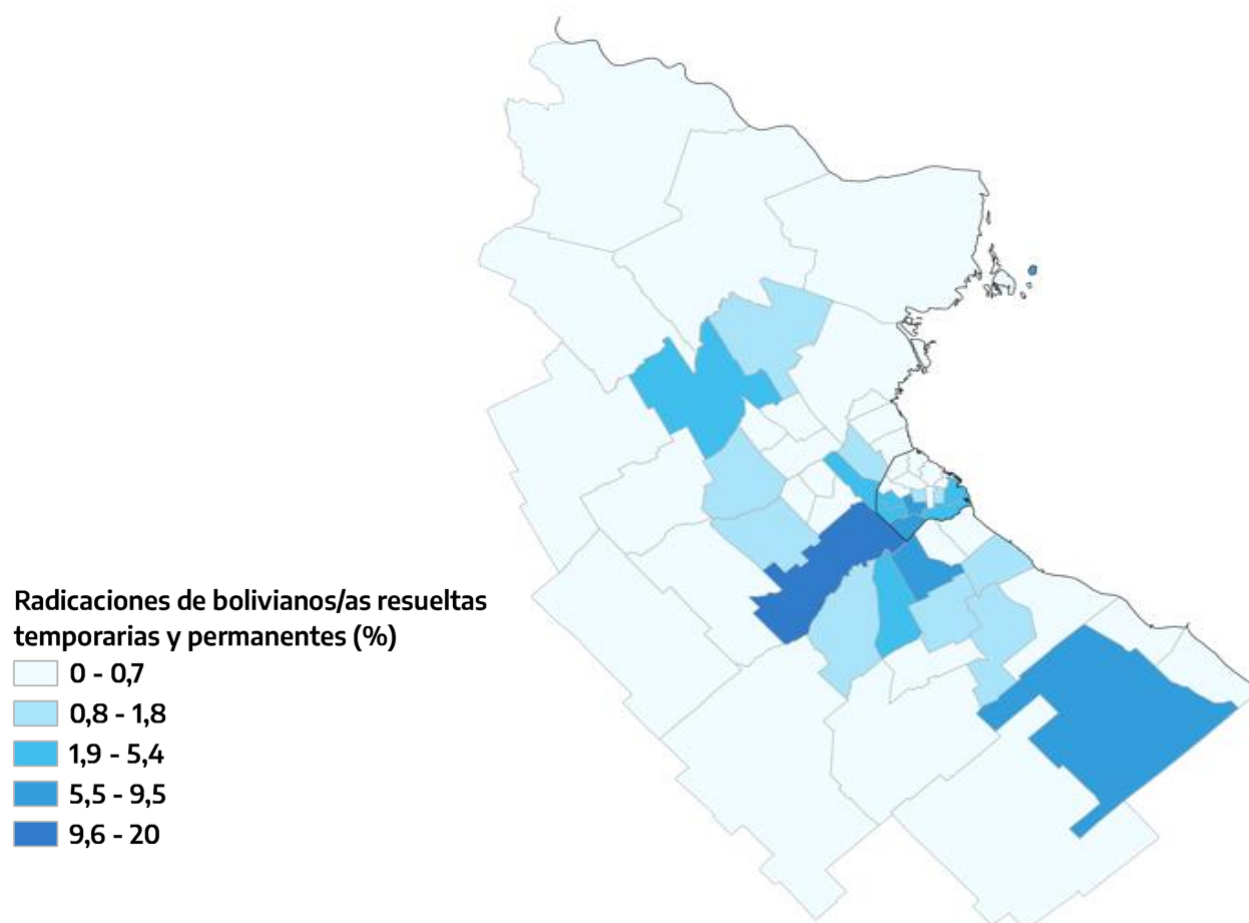 Radicaciones de bolivianos/as resueltas
temporarias y permanentes (%)
0 - 0,7
0,8 - 1,8
1,9 - 5,4
5,5 - 9,5
9,6 - 20